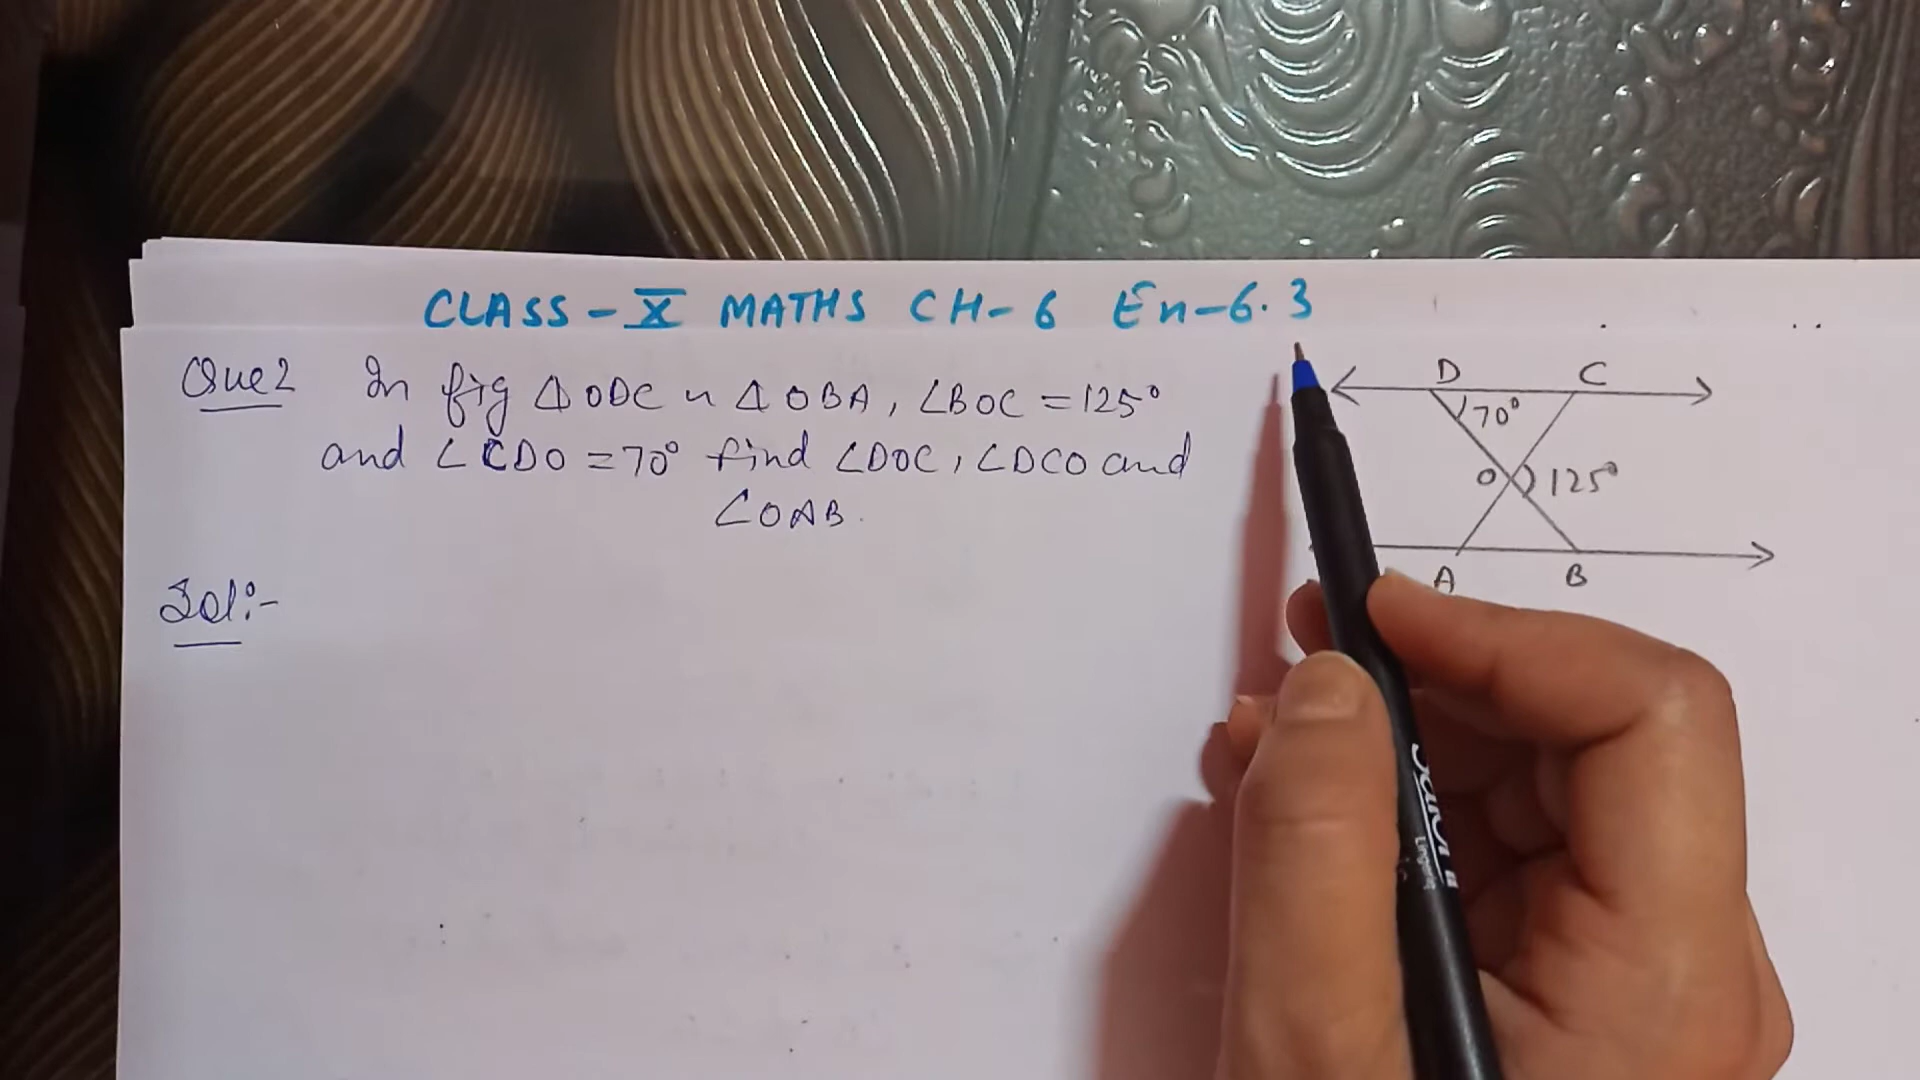 CLASS - X MATHS CH- 6 Ex-6.3
Que2 In fig △ODC ~ △OBA, ∠BOC = 125°
and ∠CDO = 70° find ∠DOC, ∠DCO and
∠OAB.
Sol:-
D C
70°
O 125°
A B